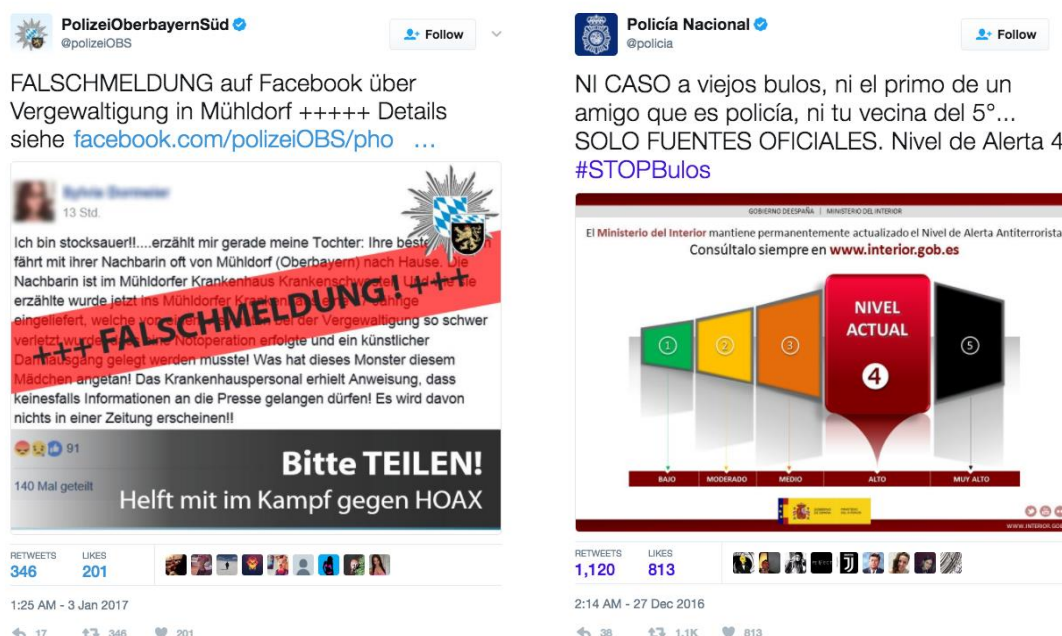 PolizeiOberbayernSüd
@polizeiOBS
Follow
FALSCHMELDUNG auf Facebook über
Vergewaltigung in Mühldorf +++++ Details
siehe facebook.com/polizeiOBS/pho …
13 Std.
Ich bin stocksauer!!....erzählt mir gerade meine Tochter: Ihre beste
fährt mit ihrer Nachbarin oft von Mühldorf (Oberbayern) nach Hause. Die
Nachbarin ist im Mühldorfer Krankenhaus Krankenschwester. Und
erzählte wurde jetzt ins Mühldorfer
eingeliefert, welche von bei der Vergewaltigung so schwer
verletzt wurde Notoperation erfolgte und ein künstlicher
Darmausgang gelegt werden musste! Was hat dieses Monster diesem
Mädchen angetan! Das Krankenhauspersonal erhielt Anweisung, dass
keinesfalls Informationen an die Presse gelangen dürfen! Es wird davon
nichts in einer Zeitung erscheinen!!
+++ FALSCHMELDUNG! +++
91
140 Mal geteilt
Bitte TEILEN!
Helft mit im Kampf gegen HOAX
RETWEETS LIKES
346 201
1:25 AM - 3 Jan 2017
17 346 201
Policía Nacional
@policia
Follow
NI CASO a viejos bulos, ni el primo de un
amigo que es policía, ni tu vecina del 5°...
SOLO FUENTES OFICIALES. Nivel de Alerta 4
#STOPBulos
GOBIERNO DE ESPAÑA | MINISTERIO DEL INTERIOR
El Ministerio del Interior mantiene permanentemente actualizado el Nivel de Alerta Antiterrorista
Consúltalo siempre en www.interior.gob.es
NIVEL
ACTUAL
1 2 3 4 5
BAJO MODERADO MEDIO ALTO MUY ALTO
RETWEETS LIKES
1,120 813
2:14 AM - 27 Dec 2016
38 1.1K 813